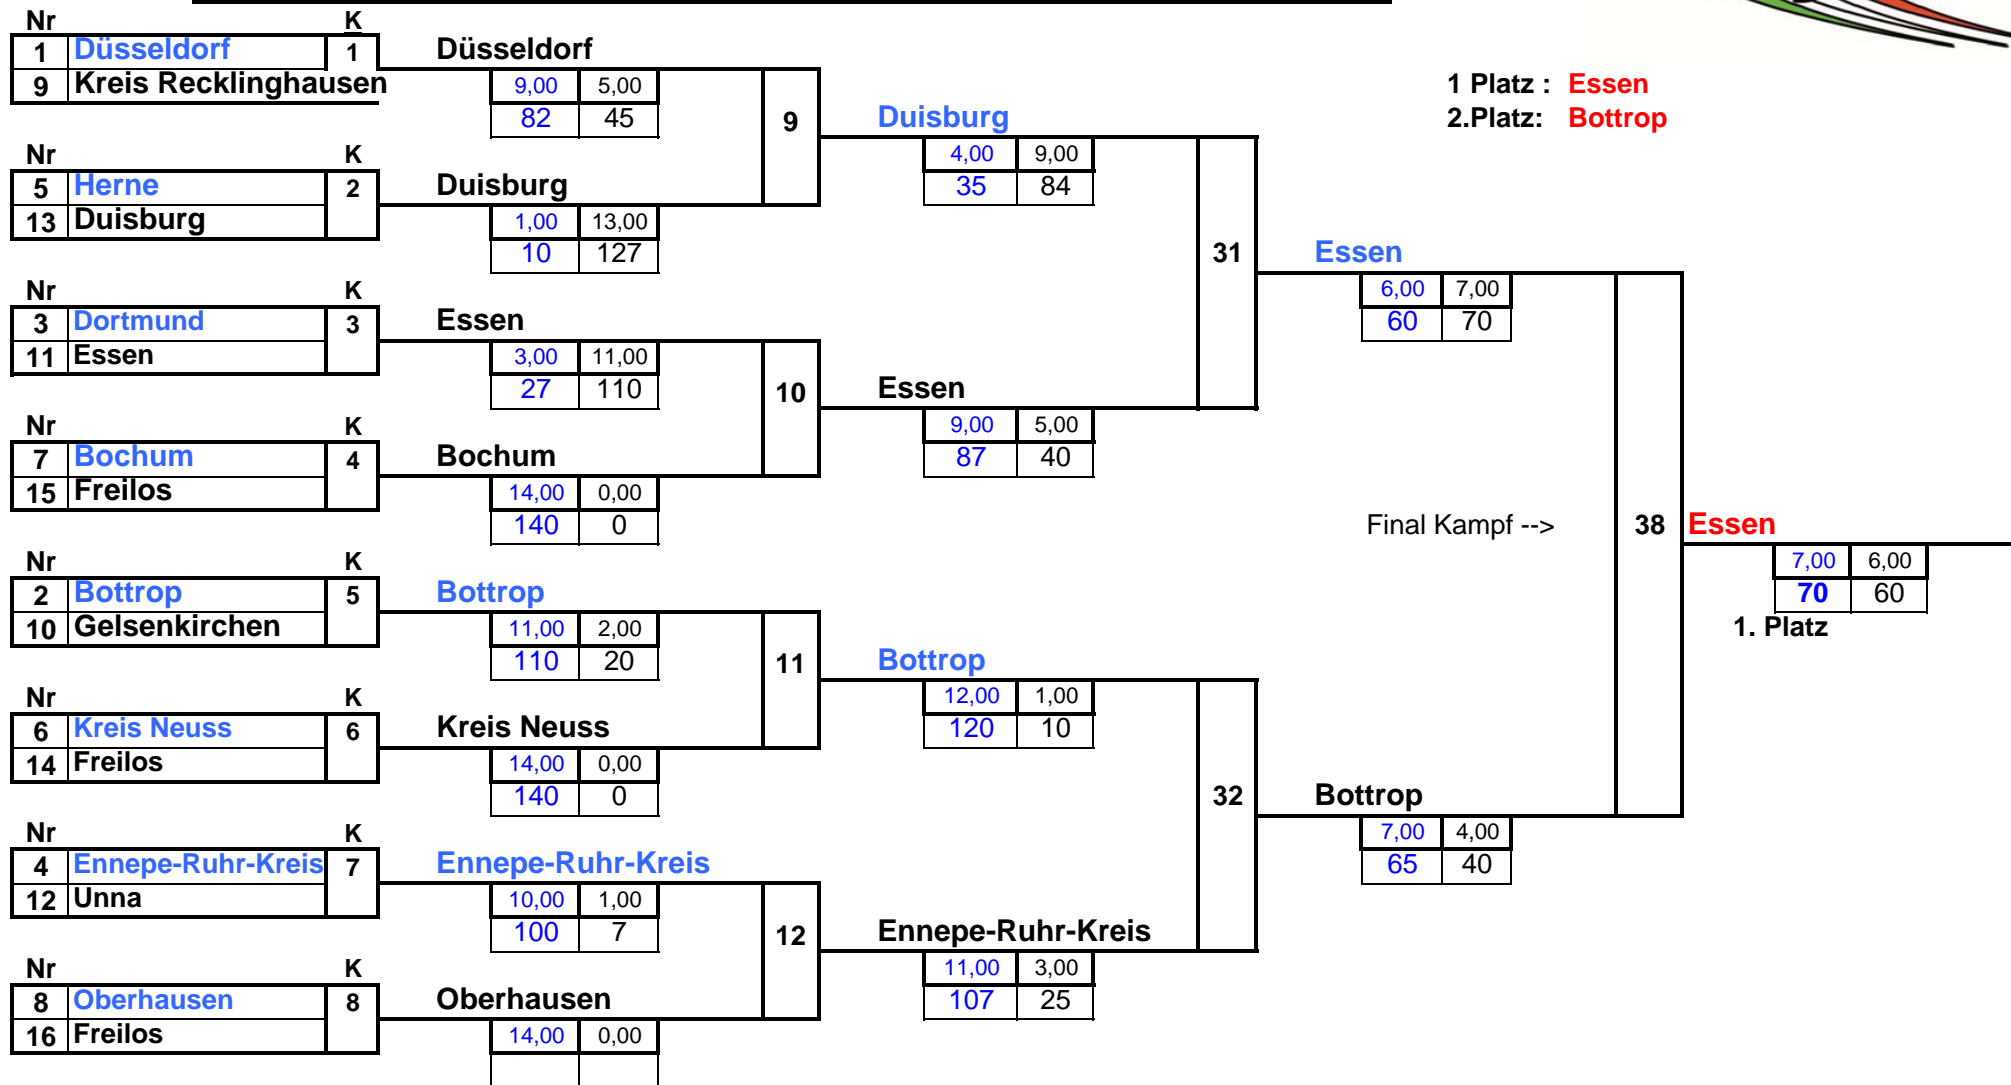 Nr K
1 Düsseldorf 1 Düsseldorf
9 Kreis Recklinghausen 9,00 5,00
1 Platz : Essen
82 45 9 Duisburg
2.Platz: Bottrop
Nr K 4,00 9,00
5 Herne 2 Duisburg 35 84
13 Duisburg 1,00 13,00
10 127 31 Essen
Nr K 6,00 7,00
3 Dortmund 3 Essen 60 70
11 Essen 3,00 11,00
27 110 10 Essen
Nr K 9,00 5,00
7 Bochum 4 Bochum 87 40
15 Freilos 14,00 0,00
140 0 Final Kampf --> 38 Essen
Nr K 7,00 6,00
2 Bottrop 5 Bottrop 70 60
10 Gelsenkirchen 11,00 2,00 1. Platz
110 20 11 Bottrop
Nr K 12,00 1,00
6 Kreis Neuss 6 Kreis Neuss 120 10
14 Freilos 14,00 0,00
140 0 32 Bottrop
Nr K 7,00 4,00
4 Ennepe-Ruhr-Kreis 7 Ennepe-Ruhr-Kreis 65 40
12 Unna 10,00 1,00
100 7 12 Ennepe-Ruhr-Kreis
Nr K 11,00 3,00
8 Oberhausen 8 Oberhausen 107 25
16 Freilos 14,00 0,00